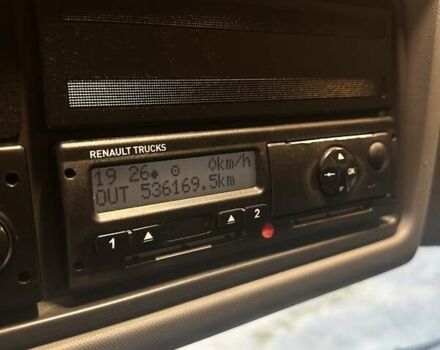 RENAULT TRUCKS
19 26 0km/h
OUT 536169.5km
1 2
OK